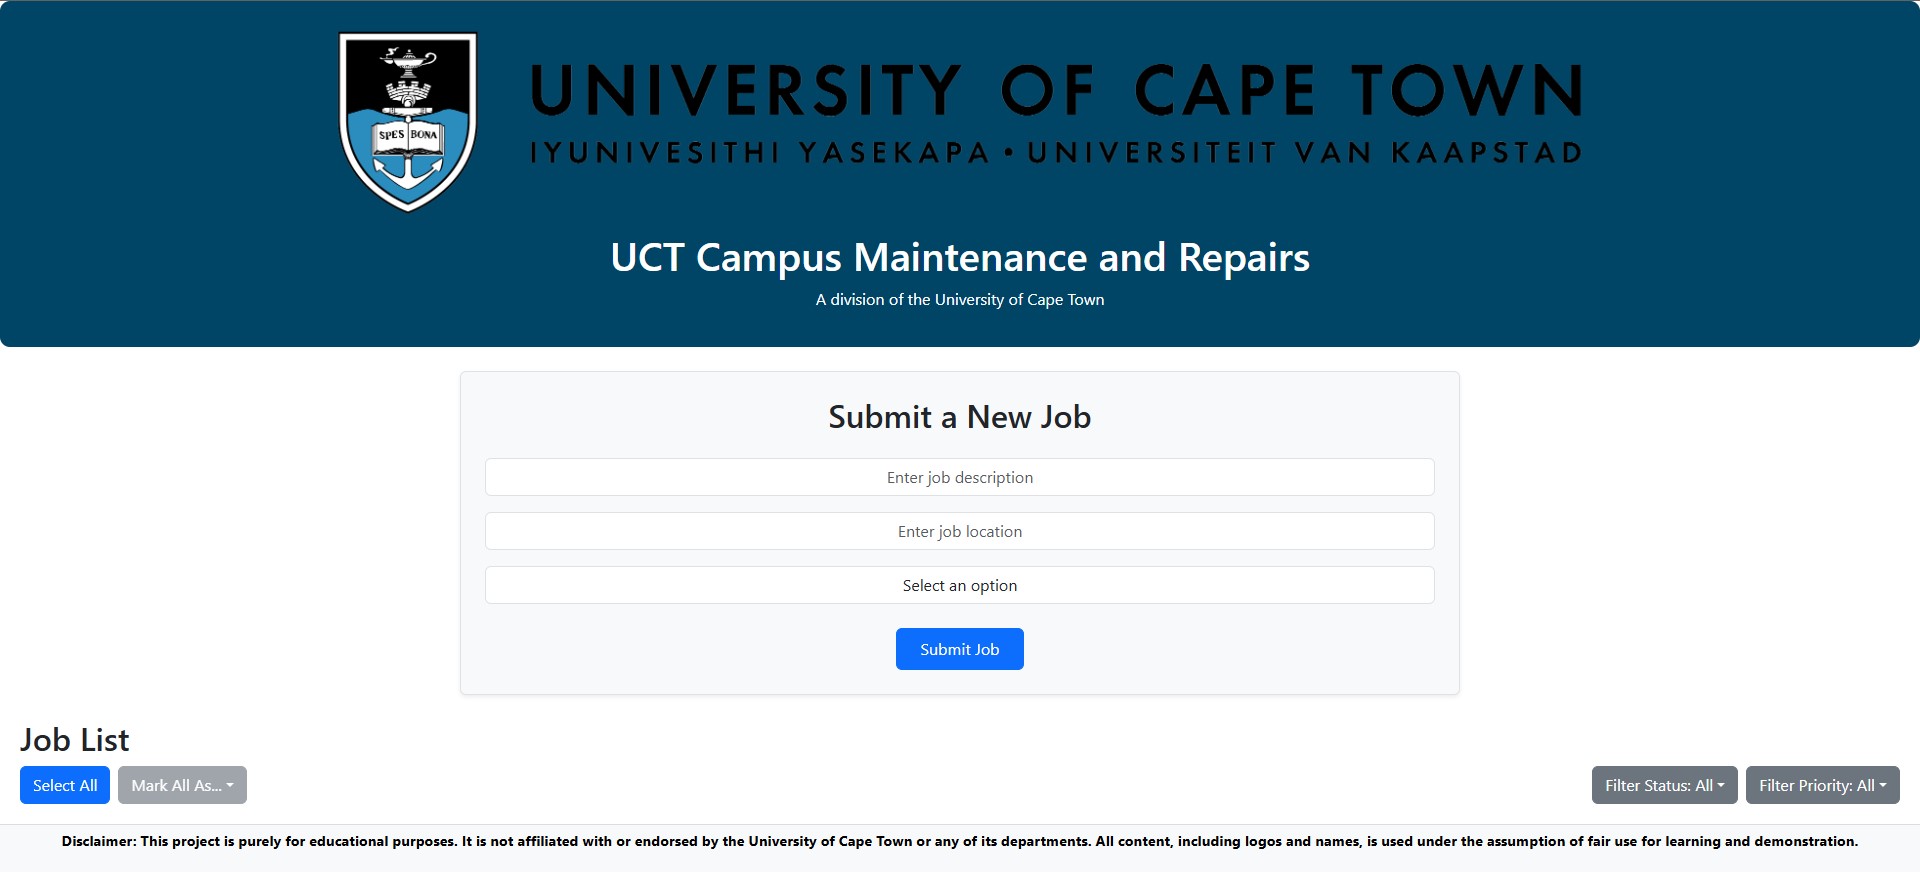 SPES BONA
UNIVERSITY OF CAPE TOWN
IYUNIVESITHI YASEKAPA • UNIVERSITEIT VAN KAAPSTAD
UCT Campus Maintenance and Repairs
A division of the University of Cape Town
Submit a New Job
Enter job description
Enter job location
Select an option
Submit Job
Job List
Select All Mark All As... Filter Status: All Filter Priority: All
Disclaimer: This project is purely for educational purposes. It is not affiliated with or endorsed by the University of Cape Town or any of its departments. All content, including logos and names, is used under the assumption of fair use for learning and demonstration.